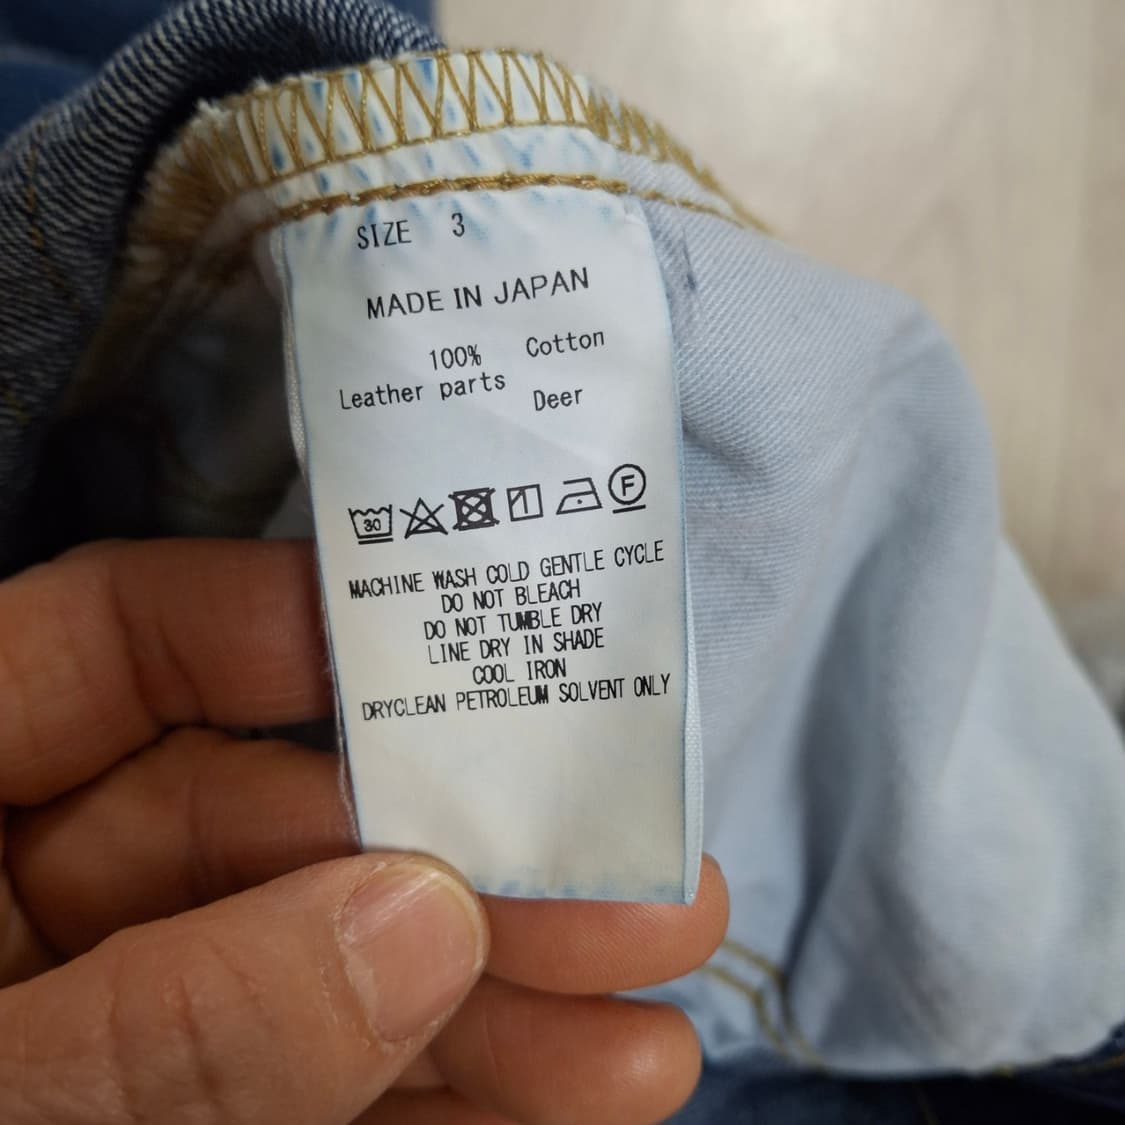 SIZE 3
MADE IN JAPAN
100% Cotton
Leather parts Deer
30 F
MACHINE WASH COLD GENTLE CYCLE
DO NOT BLEACH
DO NOT TUMBLE DRY
LINE DRY IN SHADE
COOL IRON
DRYCLEAN PETROLEUM SOLVENT ONLY